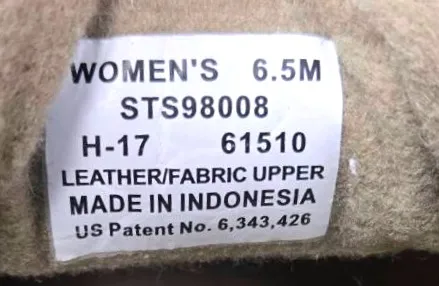 WOMEN'S 6.5M
STS98008
H-17 61510
LEATHER/FABRIC UPPER
MADE IN INDONESIA
US Patent No. 6,343,426